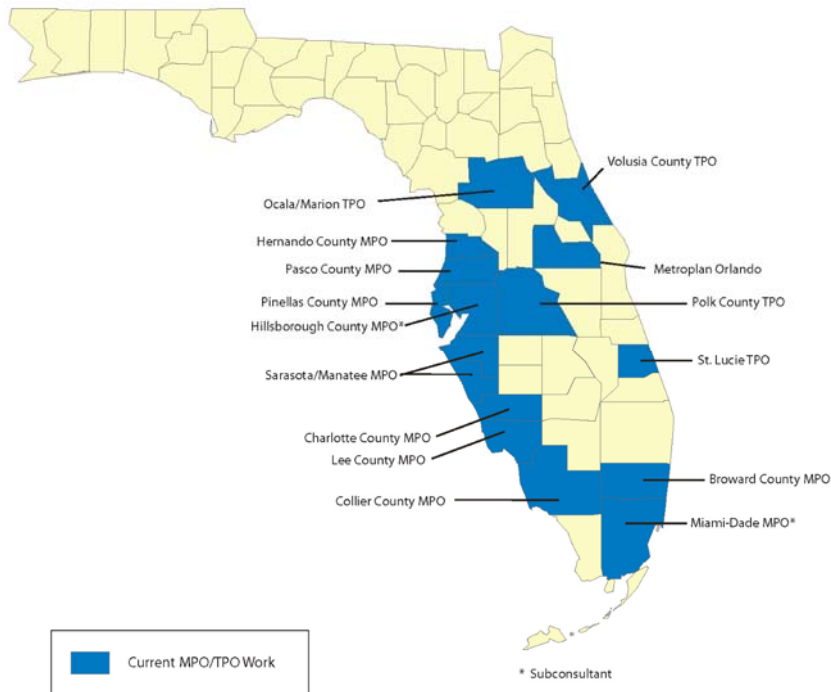 Volusia County TPO
Ocala/Marion TPO
Hernando County MPO
Metroplan Orlando
Pasco County MPO
Pinellas County MPO
Polk County TPO
Hillsborough County MPO*
St. Lucie TPO
Sarasota/Manatee MPO
Charlotte County MPO
Lee County MPO
Broward County MPO
Collier County MPO
Miami-Dade MPO*
*
Current MPO/TPO Work
* Subconsultant